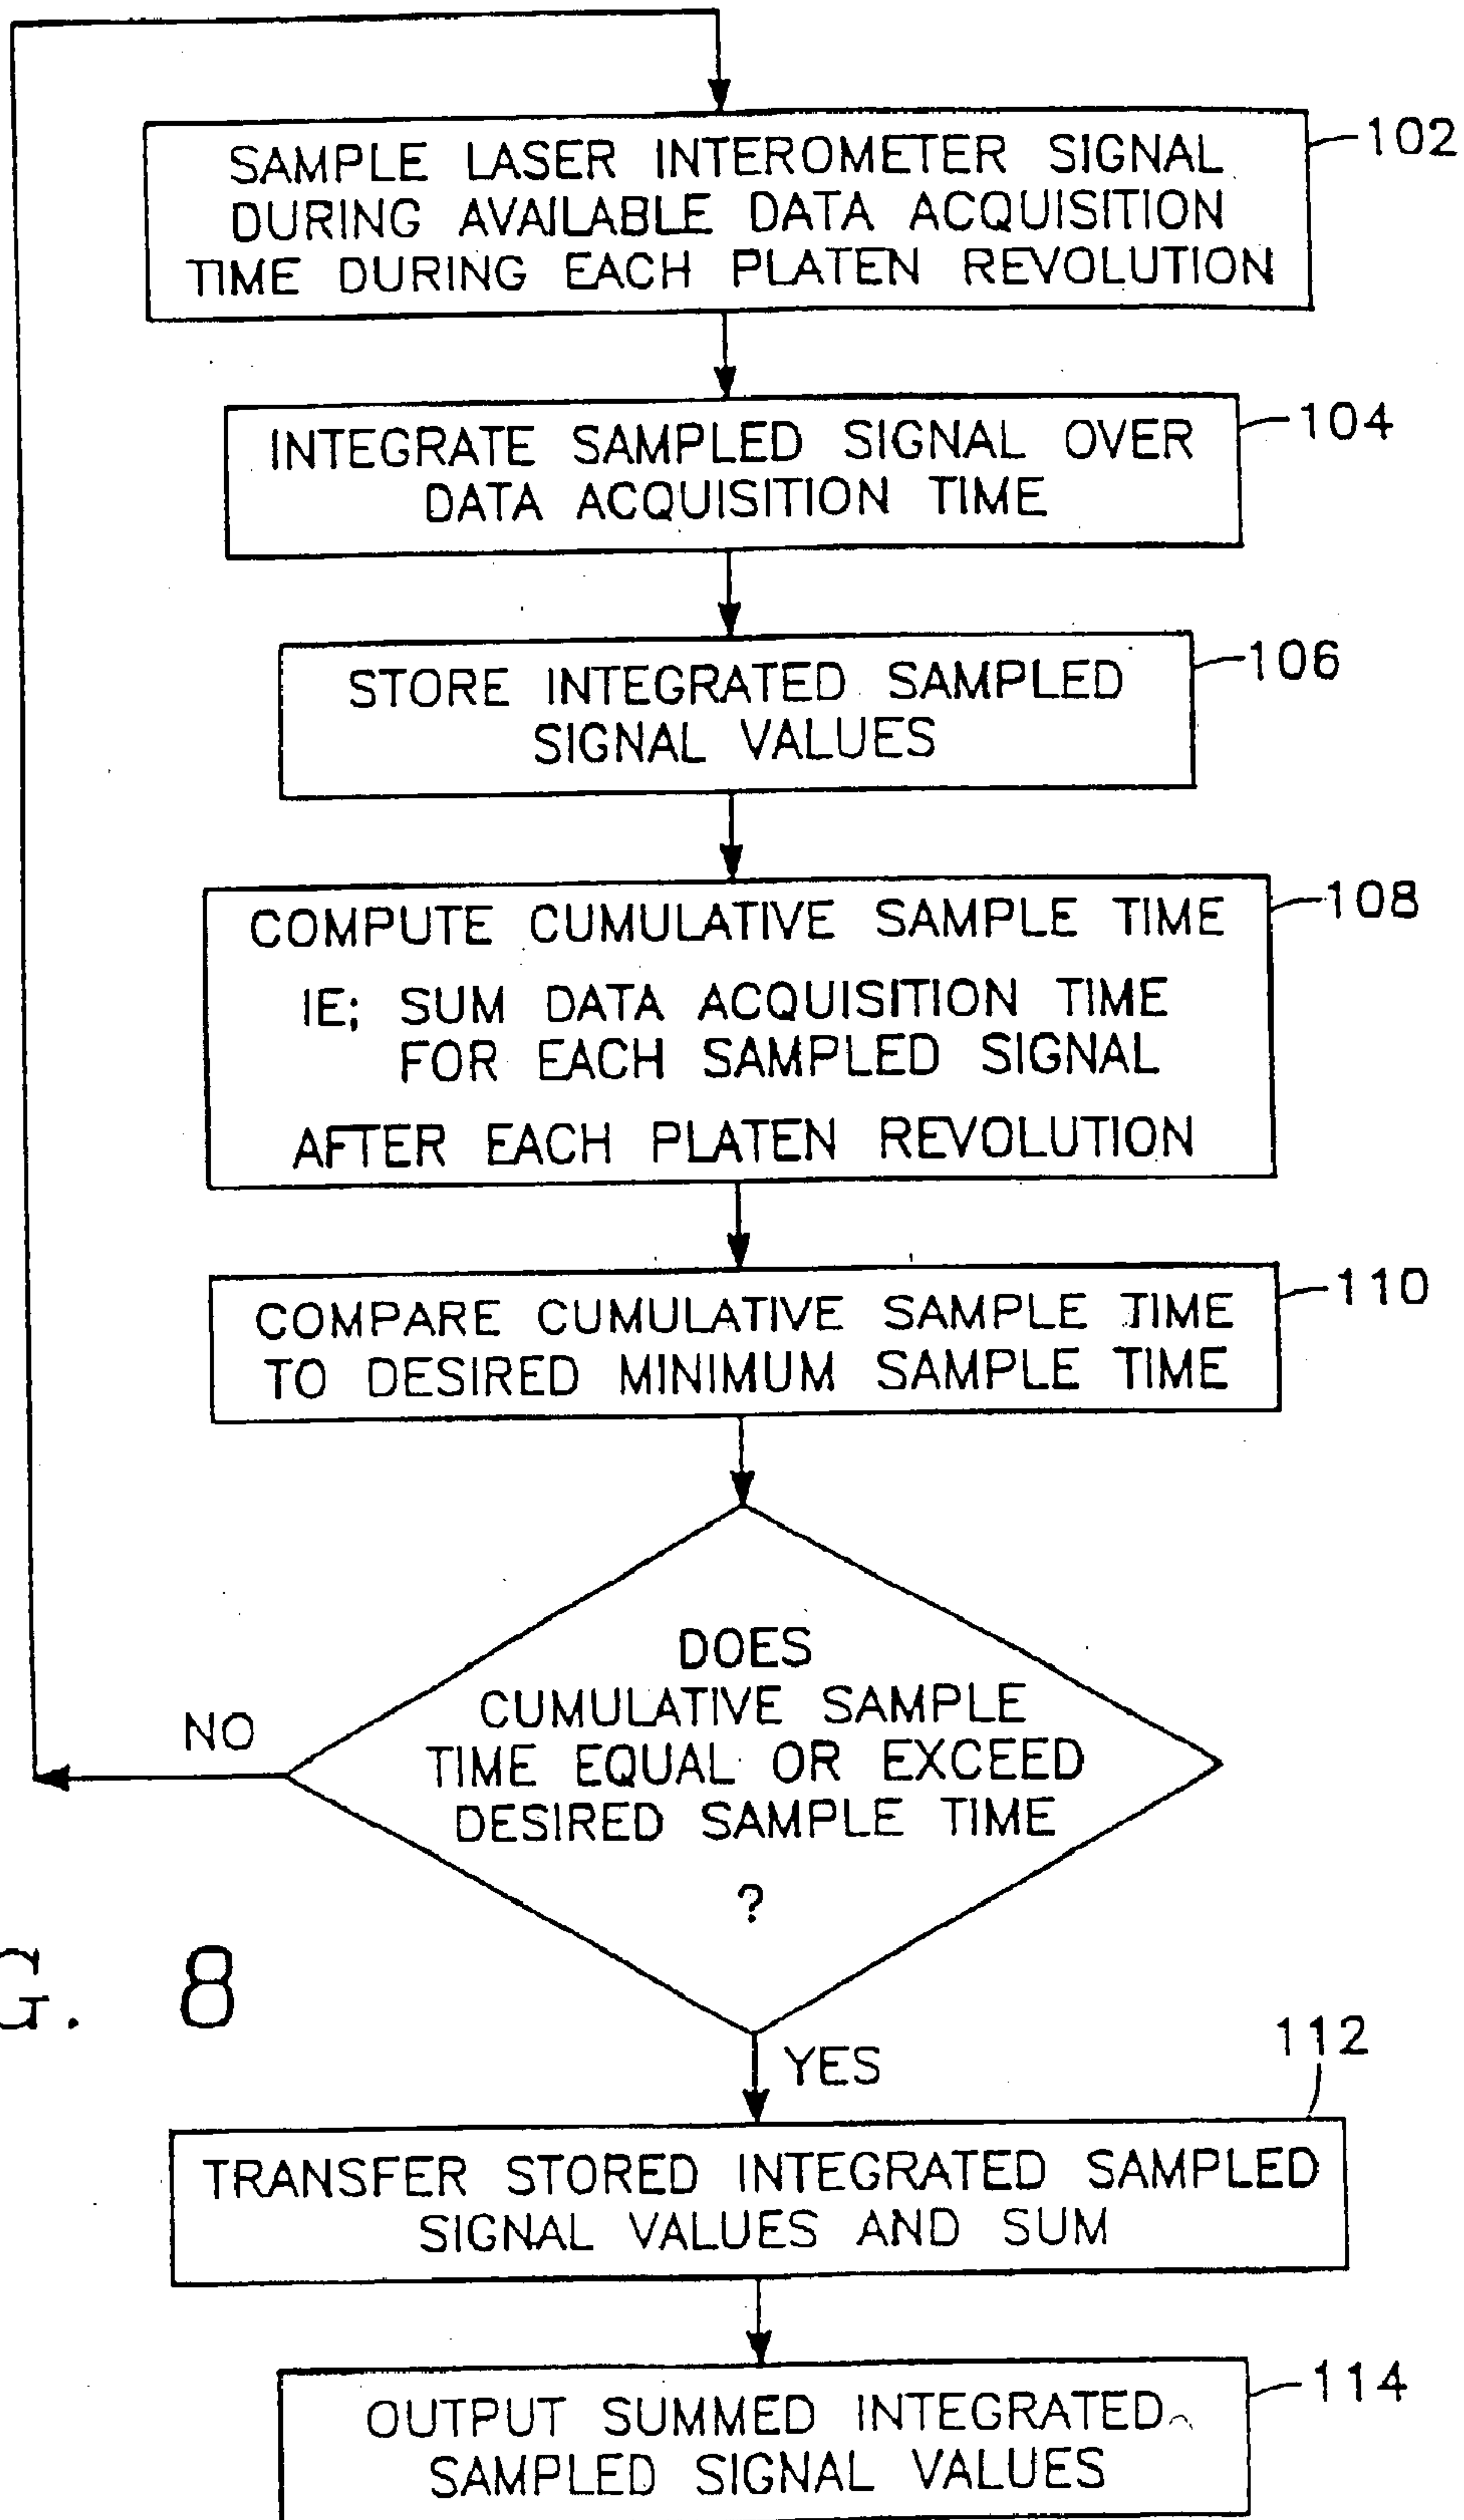 SAMPLE LASER INTEROMETER SIGNAL
DURING AVAILABLE DATA ACQUISITION
TIME DURING EACH PLATEN REVOLUTION
102
INTEGRATE SAMPLED SIGNAL OVER
DATA ACQUISITION TIME
104
STORE INTEGRATED SAMPLED
SIGNAL VALUES
106
COMPUTE CUMULATIVE SAMPLE TIME
IE; SUM DATA ACQUISITION TIME
FOR EACH SAMPLED SIGNAL
AFTER EACH PLATEN REVOLUTION
108
COMPARE CUMULATIVE SAMPLE TIME
TO DESIRED MINIMUM SAMPLE TIME
110
DOES
CUMULATIVE SAMPLE
TIME EQUAL OR EXCEED
DESIRED SAMPLE TIME
?
NO
G. 8
YES
112
TRANSFER STORED INTEGRATED SAMPLED
SIGNAL VALUES AND SUM
OUTPUT SUMMED INTEGRATED
SAMPLED SIGNAL VALUES
114